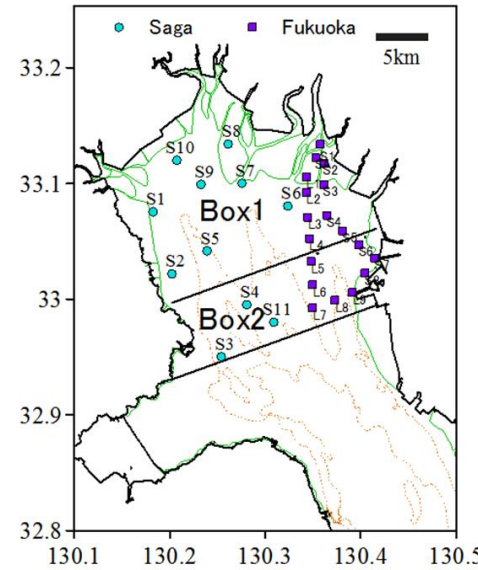 Saga Fukuoka
5km
33.2
S8
S10
S1
S2
S9 S7
33.1
S3
L2
S1
S6
Box1
L3 S4
S5
L4
S5
S6
S2
L5
33
S4
L6
S11
L7 L8 L9
Box2
S3
32.9
32.8
130.1 130.2 130.3 130.4 130.5